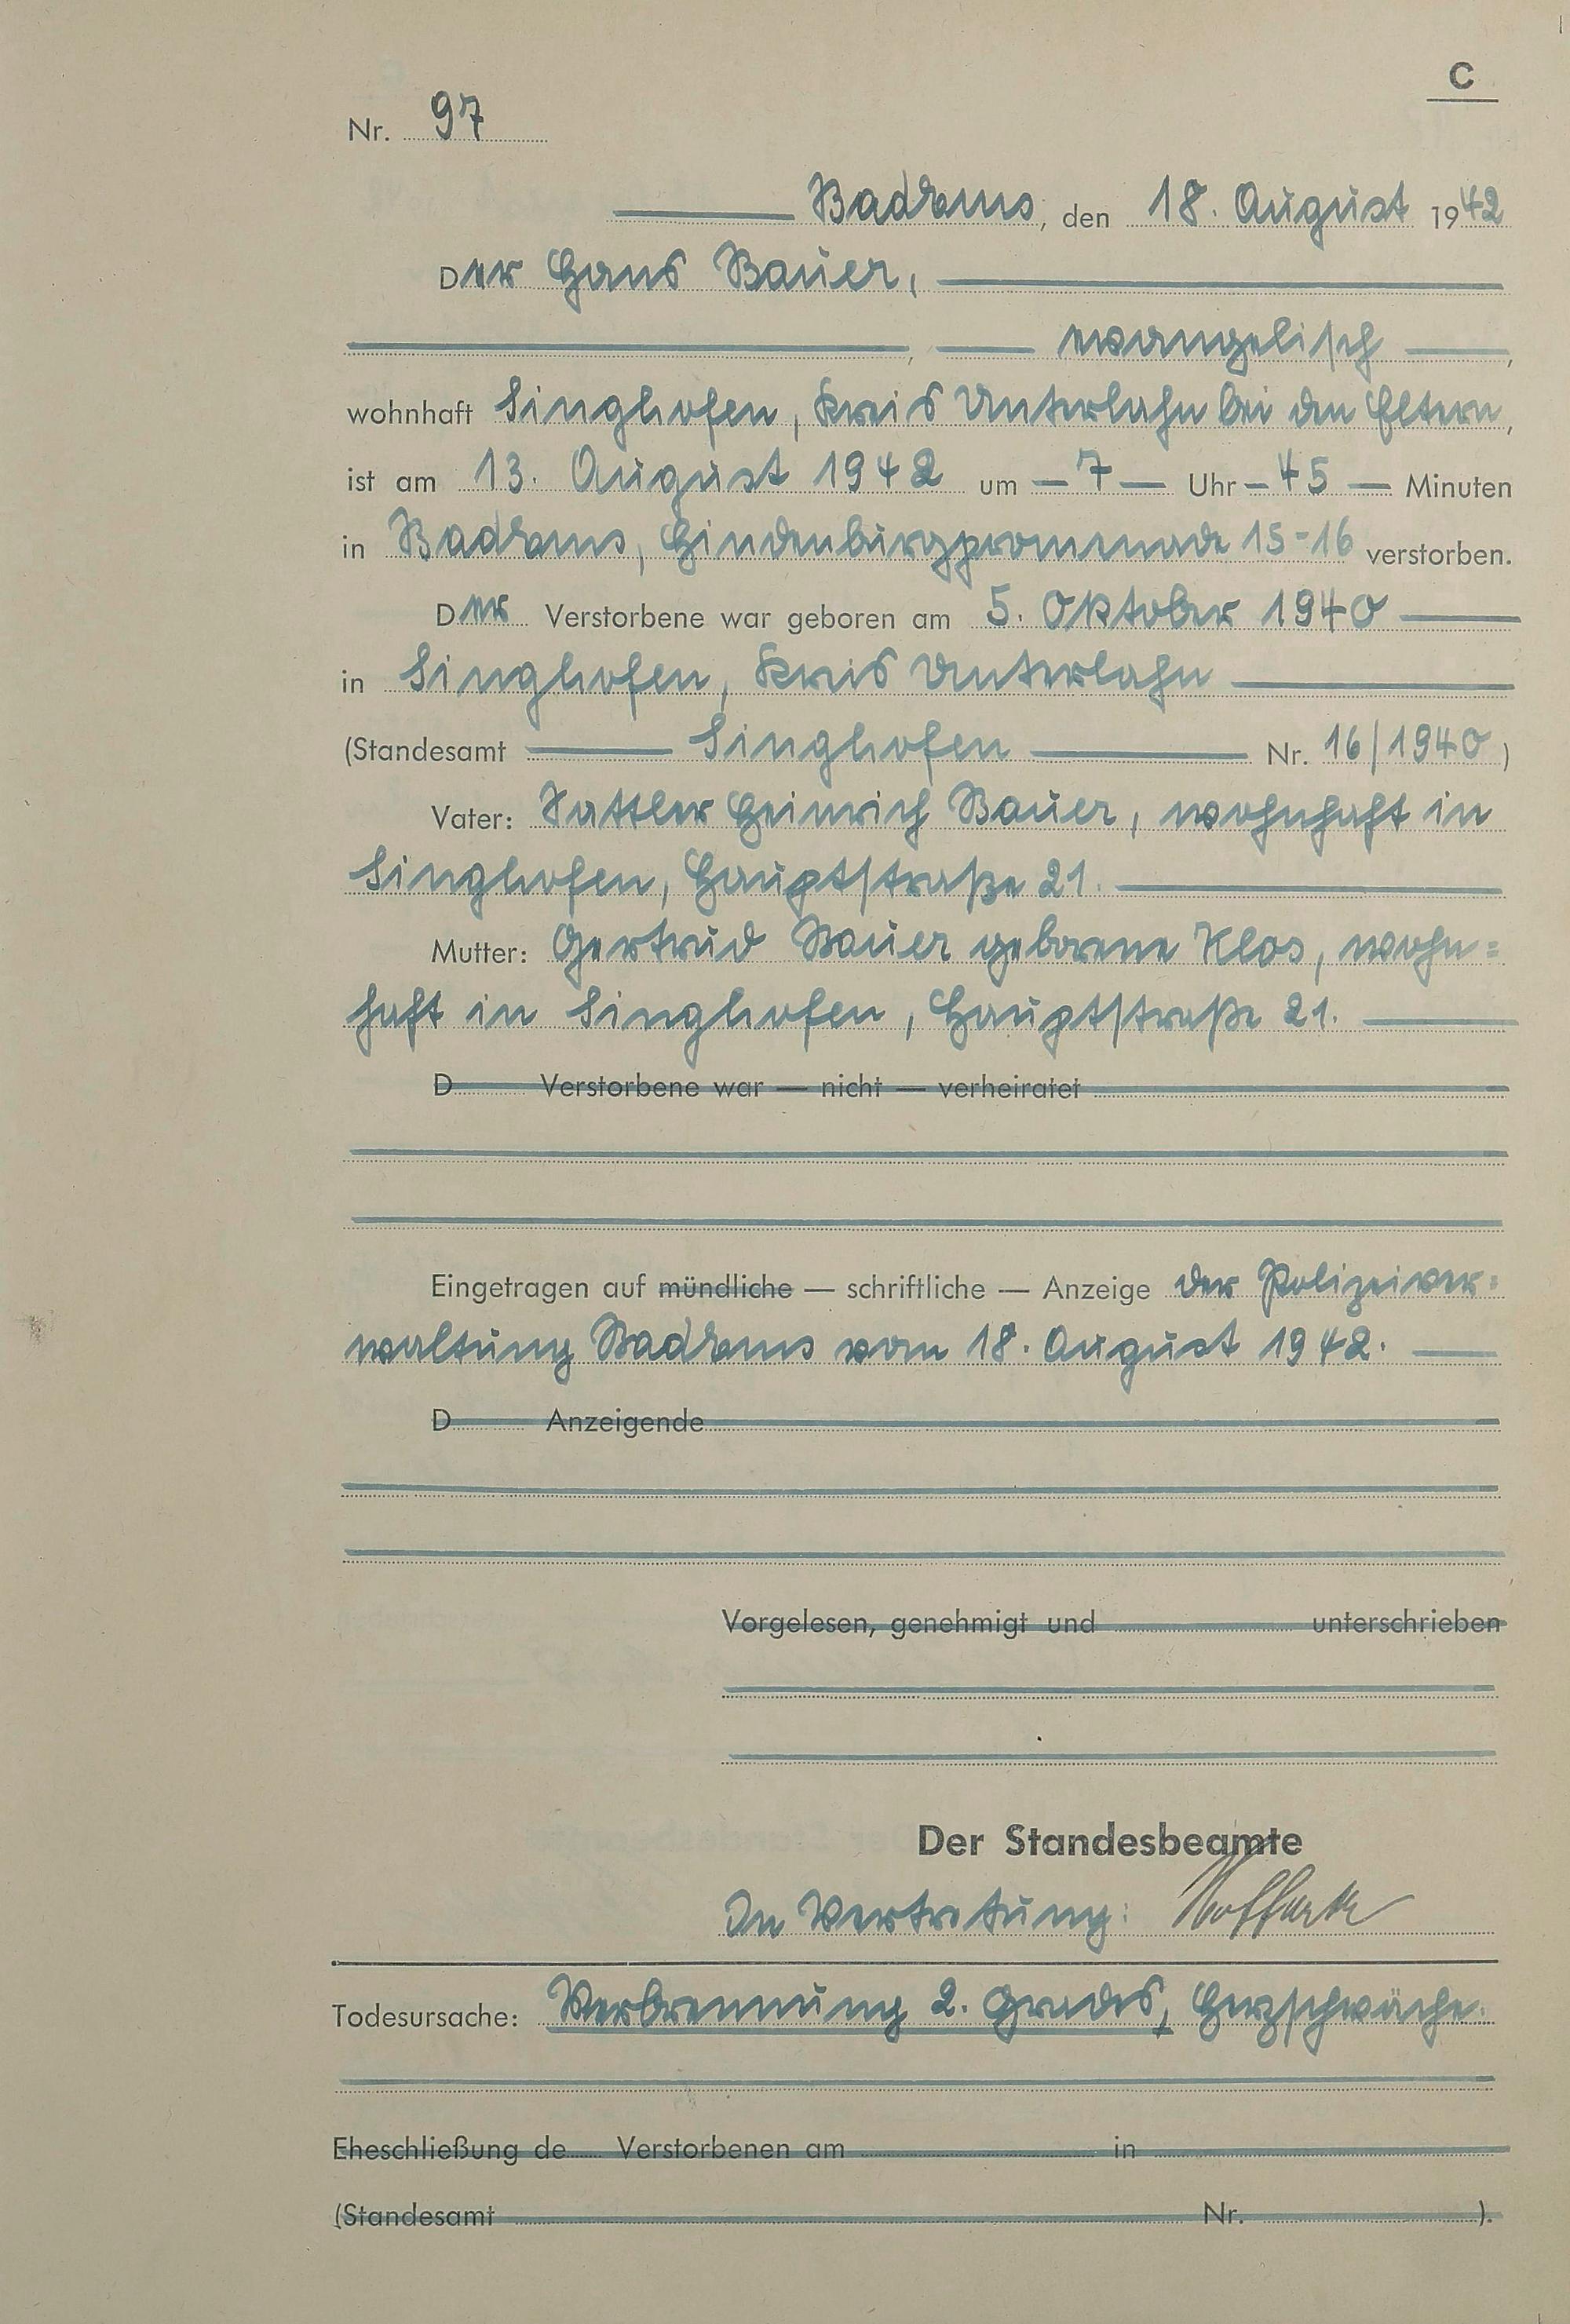 C
Nr. 97
Bad Ems, den 18. August 1942
Der Hans Bauer,
, evangelisch,
wohnhaft Singhofen, Kreis Unterlahn bei den Eltern,
ist am 13. August 1942 um 7 Uhr 45 Minuten
in Bad Ems, Hindenburgpromenade 15-16 verstorben.
Der Verstorbene war geboren am 5. Oktober 1940
in Singhofen, Kreis Unterlahn
(Standesamt Singhofen Nr. 16/1940)
Vater: Sattler Heinrich Bauer, wohnhaft in
Singhofen, Hauptstraße 21.
Mutter: Gertrud Bauer geborene Klos, wohn=
haft in Singhofen, Hauptstraße 21.
D Verstorbene war — nicht — verheiratet
Eingetragen auf mündliche — schriftliche — Anzeige der Polizeiver=
waltung Bad Ems vom 18. August 1942.
D Anzeigende
Vorgelesen, genehmigt und unterschrieben
Der Standesbeamte
In Vertretung:
Todesursache: Verbrennung 2. Grades, Herzschwäche.
Eheschließung de Verstorbenen am in
(Standesamt Nr. ).